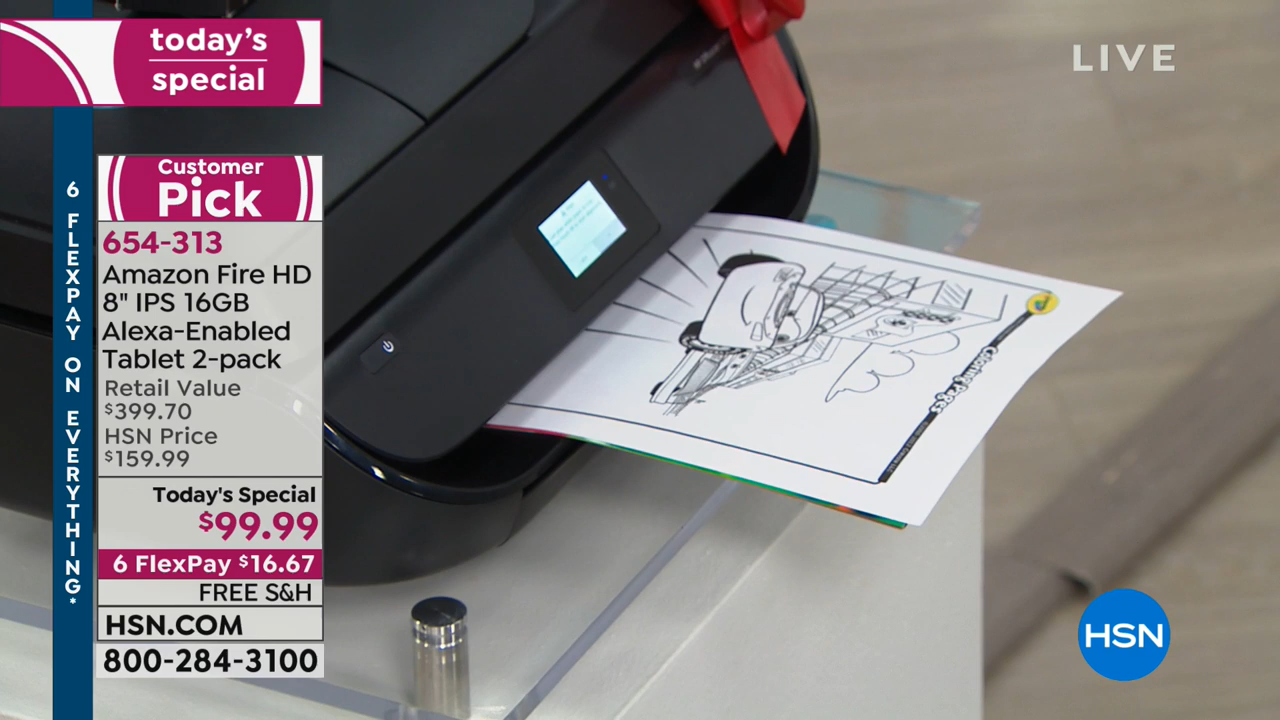 today's
special
LIVE
6 FLEXPAY ON EVERYTHING.*
Customer
Pick
654-313
Amazon Fire HD
8" IPS 16GB
Alexa-Enabled
Tablet 2-pack
Retail Value
$399.70
HSN Price
$159.99
Today's Special
$99.99
6 FlexPay $16.67
FREE S&H
HSN.COM
800-284-3100
Coloring Pages
HSN